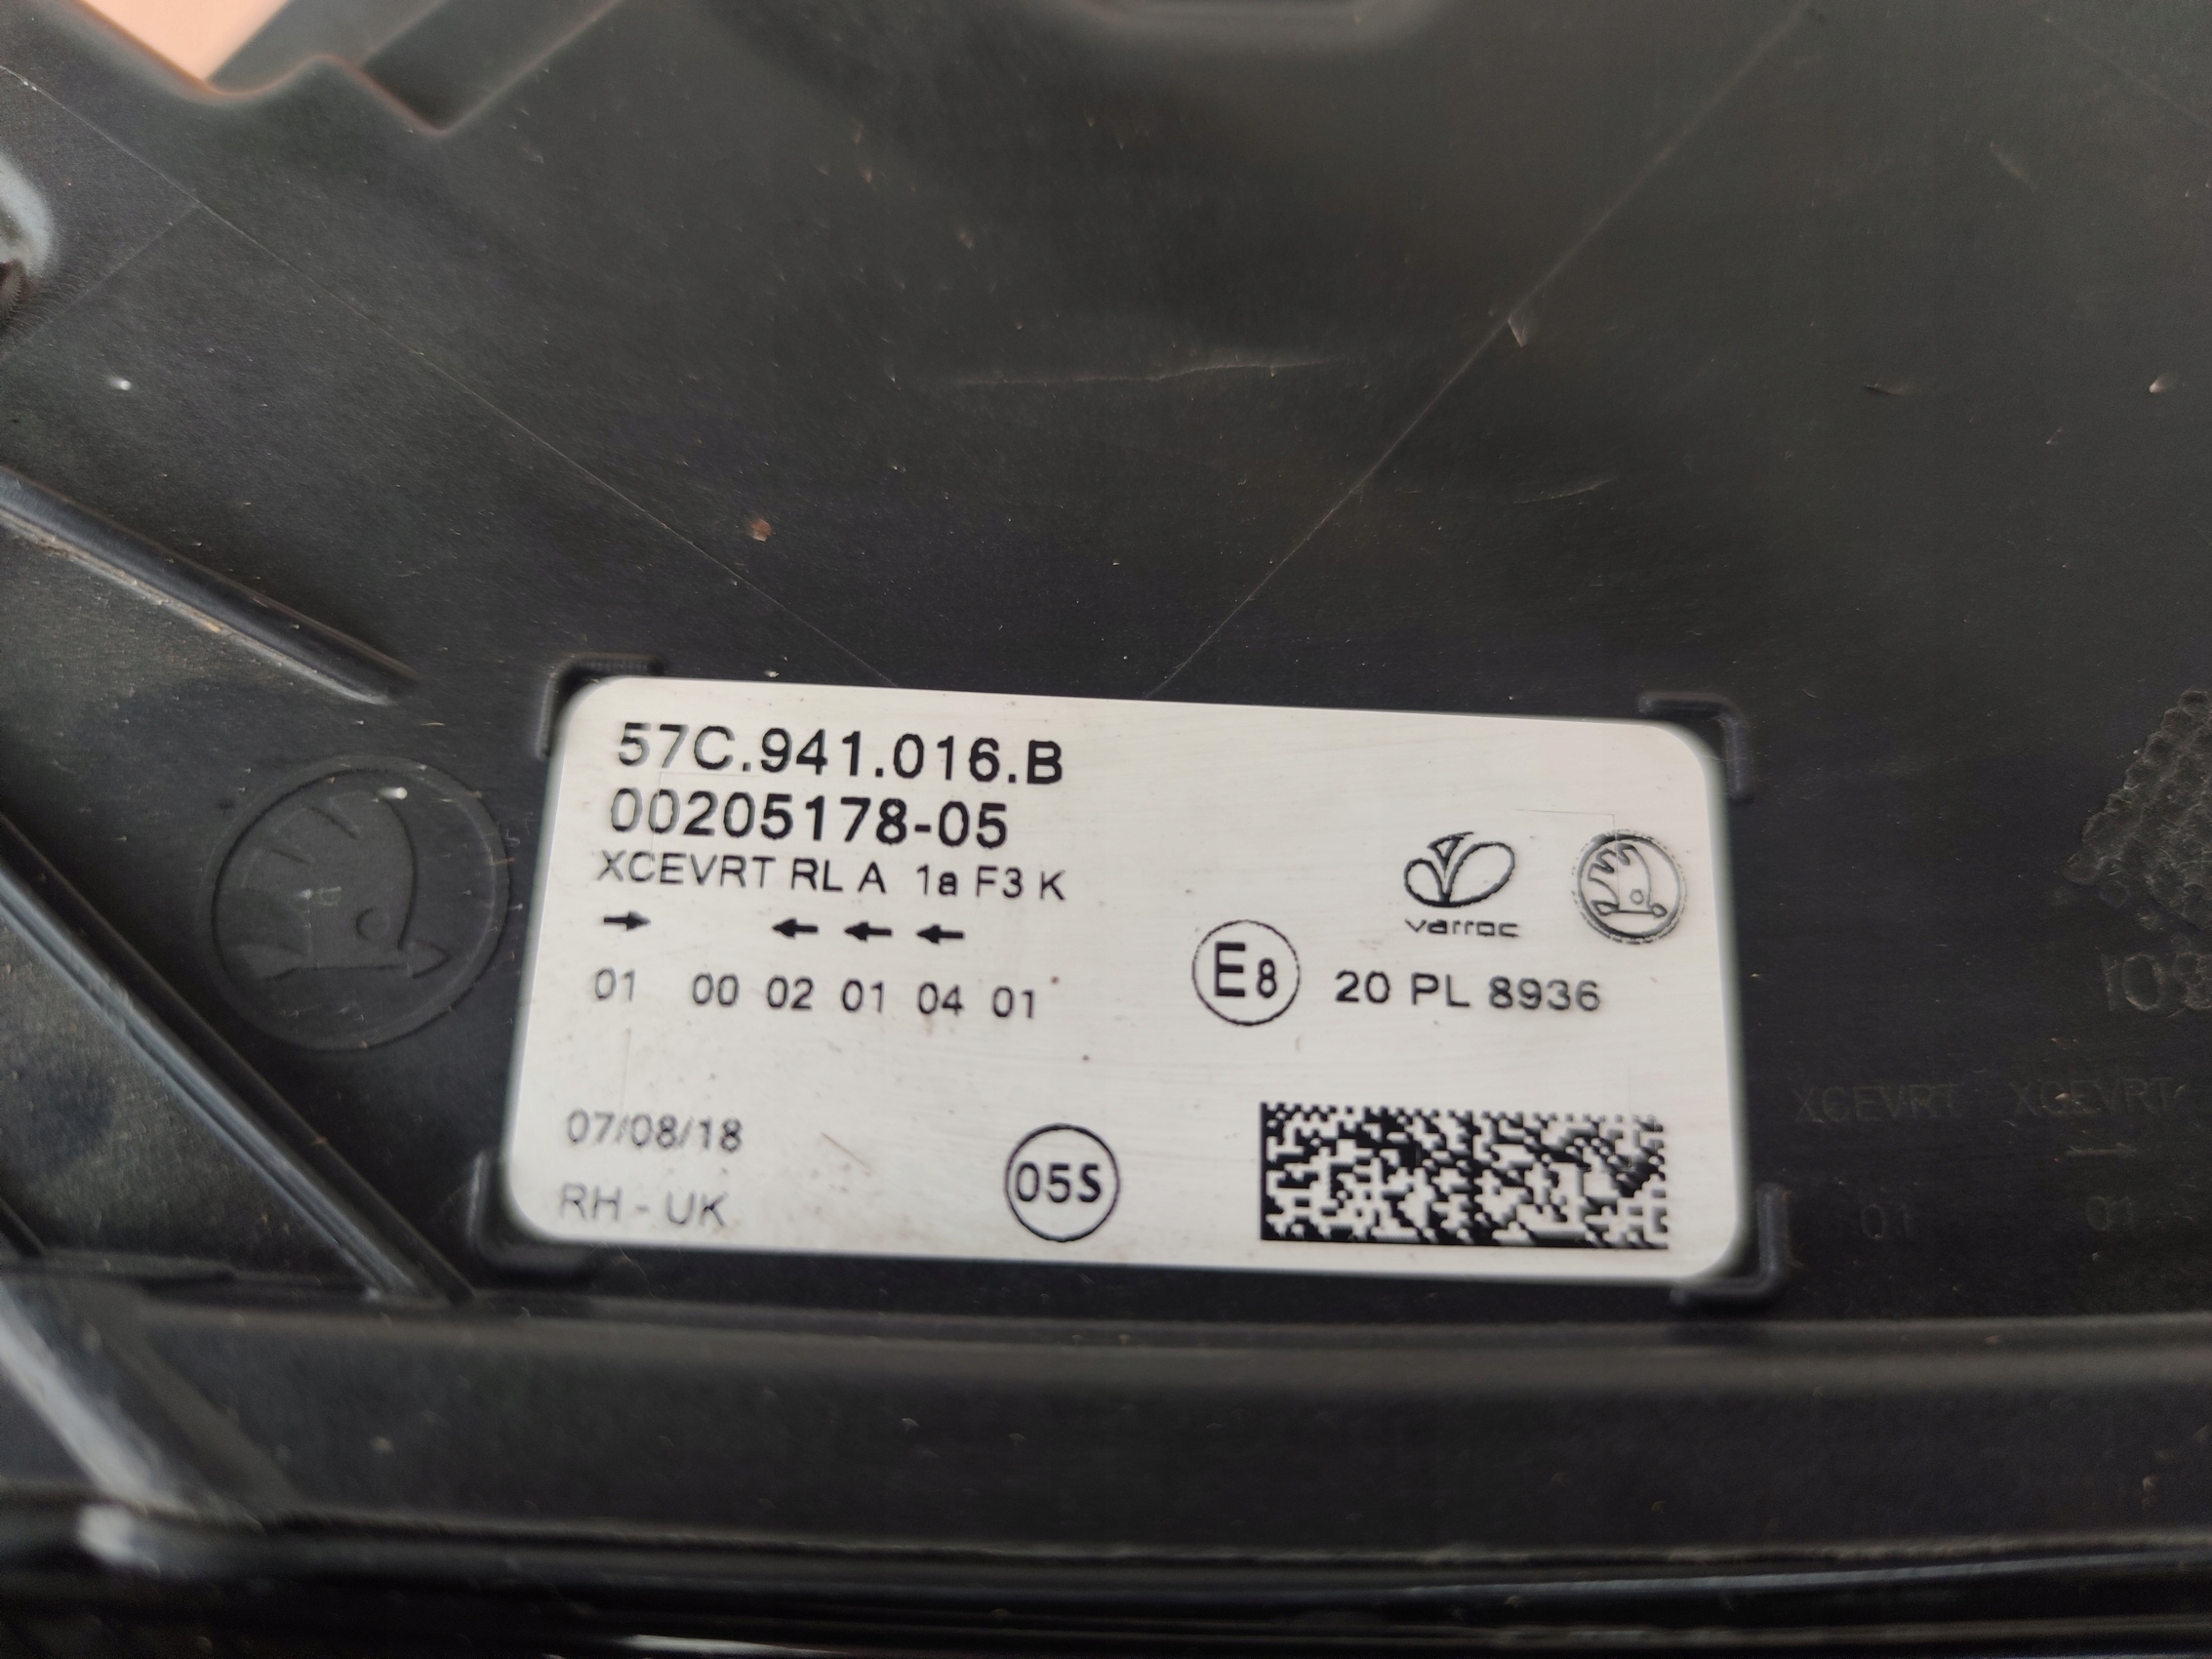 57C.941.016.B
00205178-05
XCEVRT RL A 1a F3 K
→ ← ← ←
01 00 02 01 04 01
varroc
E8 20 PL 8936
07/08/18
RH - UK
05S
XCEVRT XCEVRT
→
01 01